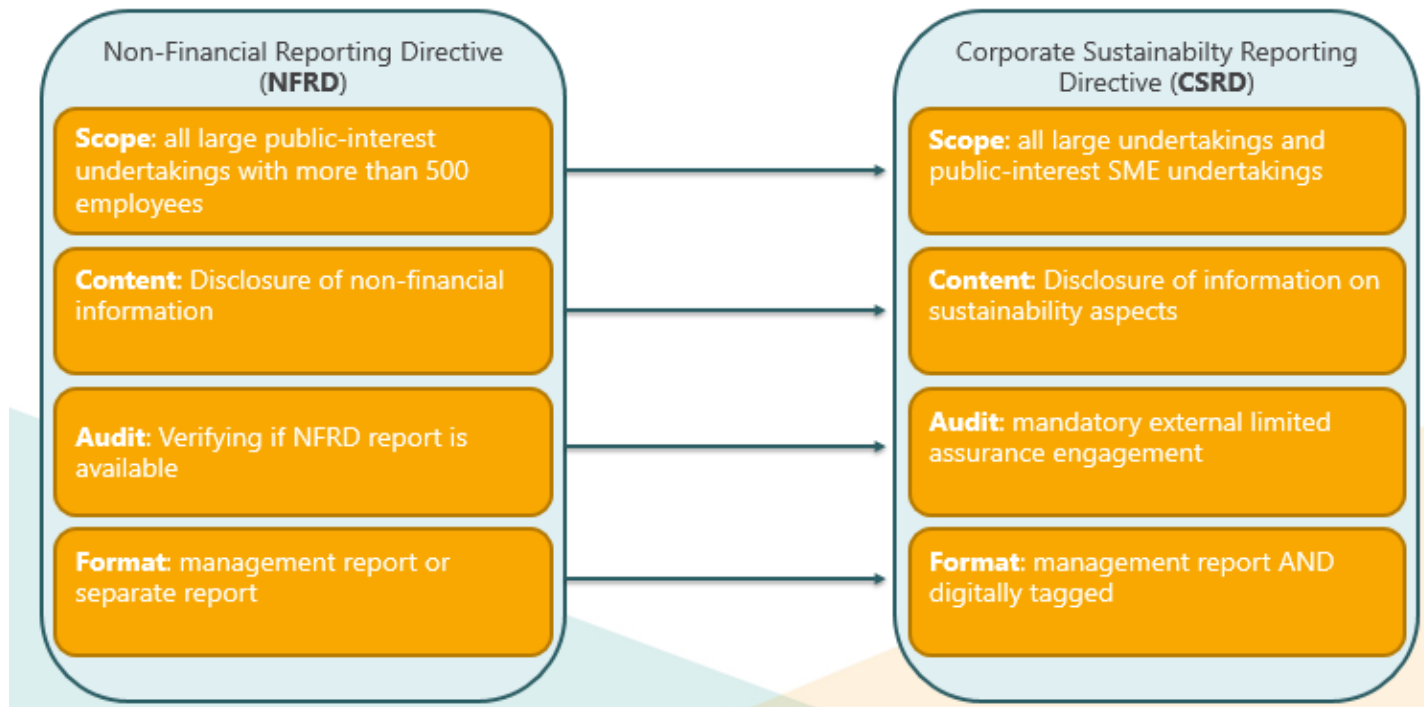 Non-Financial Reporting Directive
(NFRD)
Scope: all large public-interest
undertakings with more than 500
employees
Content: Disclosure of non-financial
information
Audit: Verifying if NFRD report is
available
Format: management report or
separate report
Corporate Sustainabilty Reporting
Directive (CSRD)
Scope: all large undertakings and
public-interest SME undertakings
Content: Disclosure of information on
sustainability aspects
Audit: mandatory external limited
assurance engagement
Format: management report AND
digitally tagged